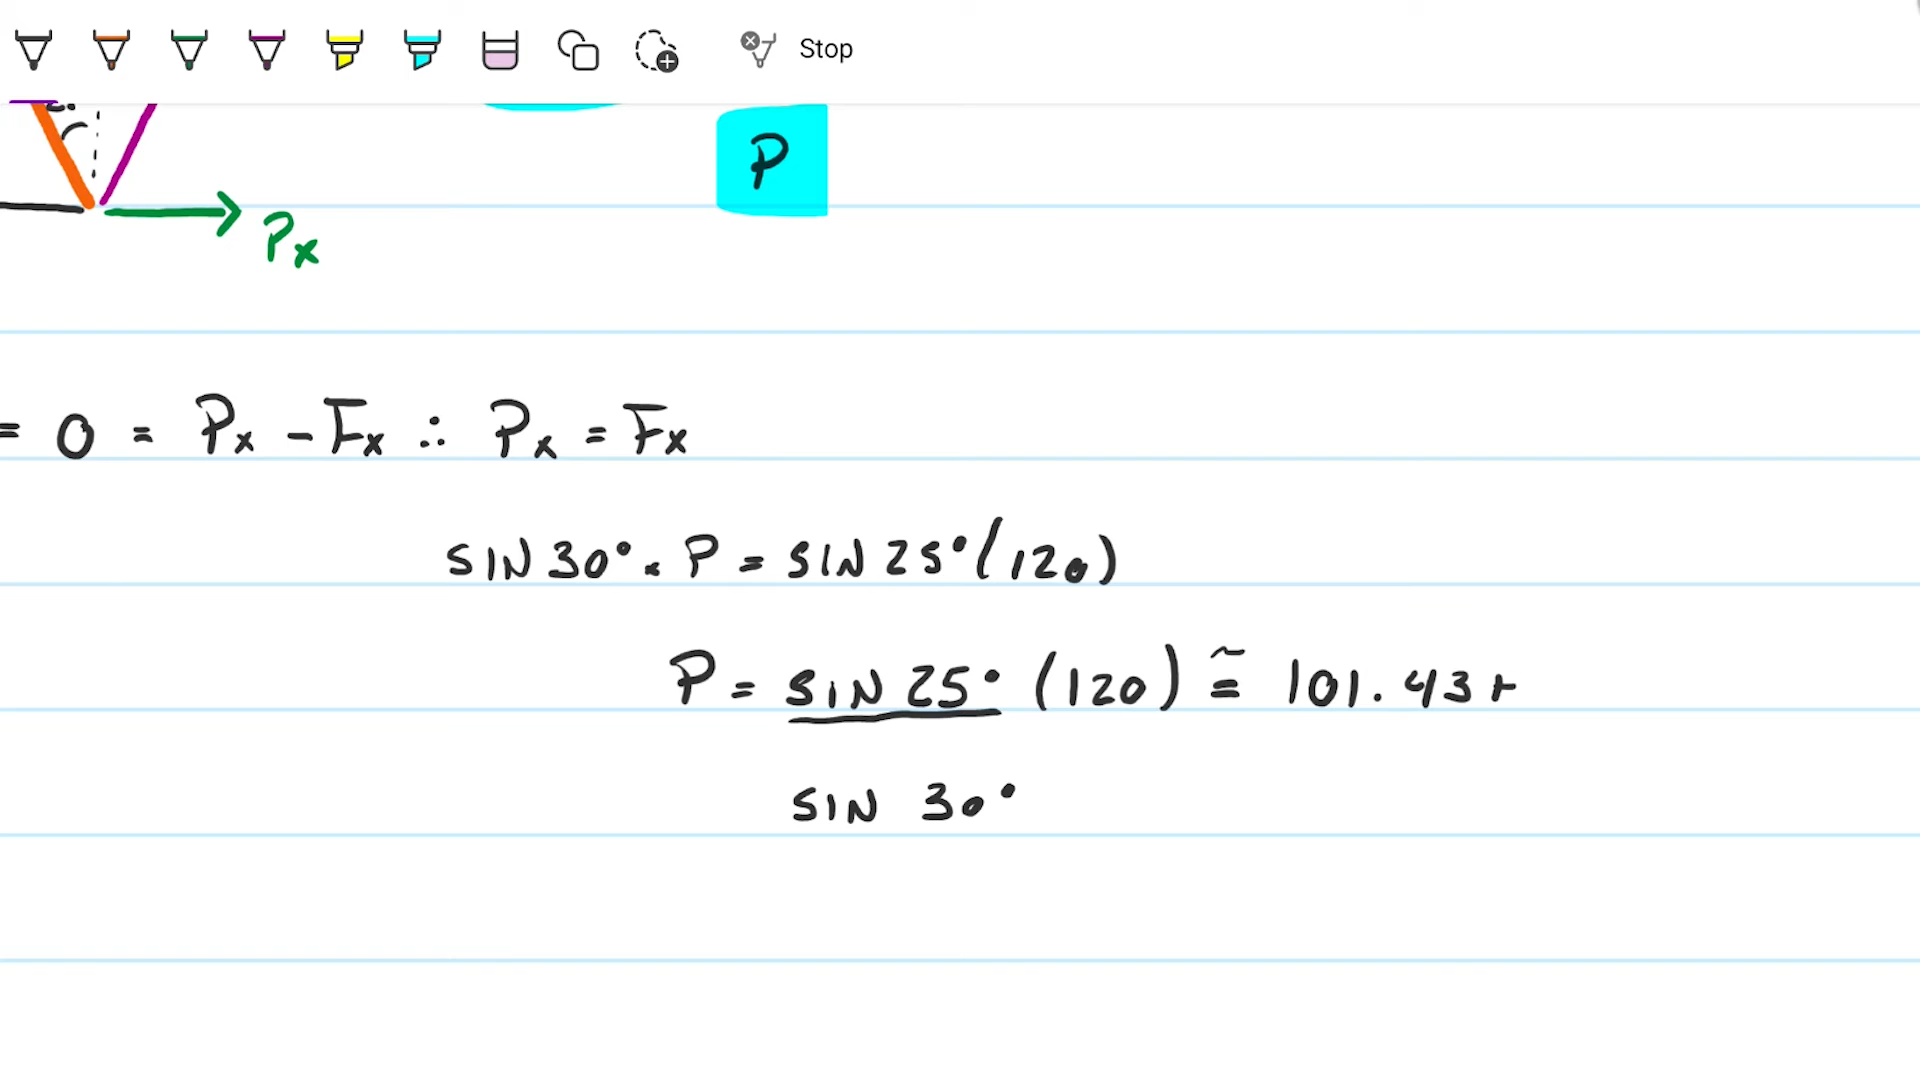 Stop
P
Px
= 0 = Px - Fx ∴ Px = Fx
SIN 30° · P = SIN 25° (120)
P = SIN 25° (120) ≅ 101.43
SIN 30°